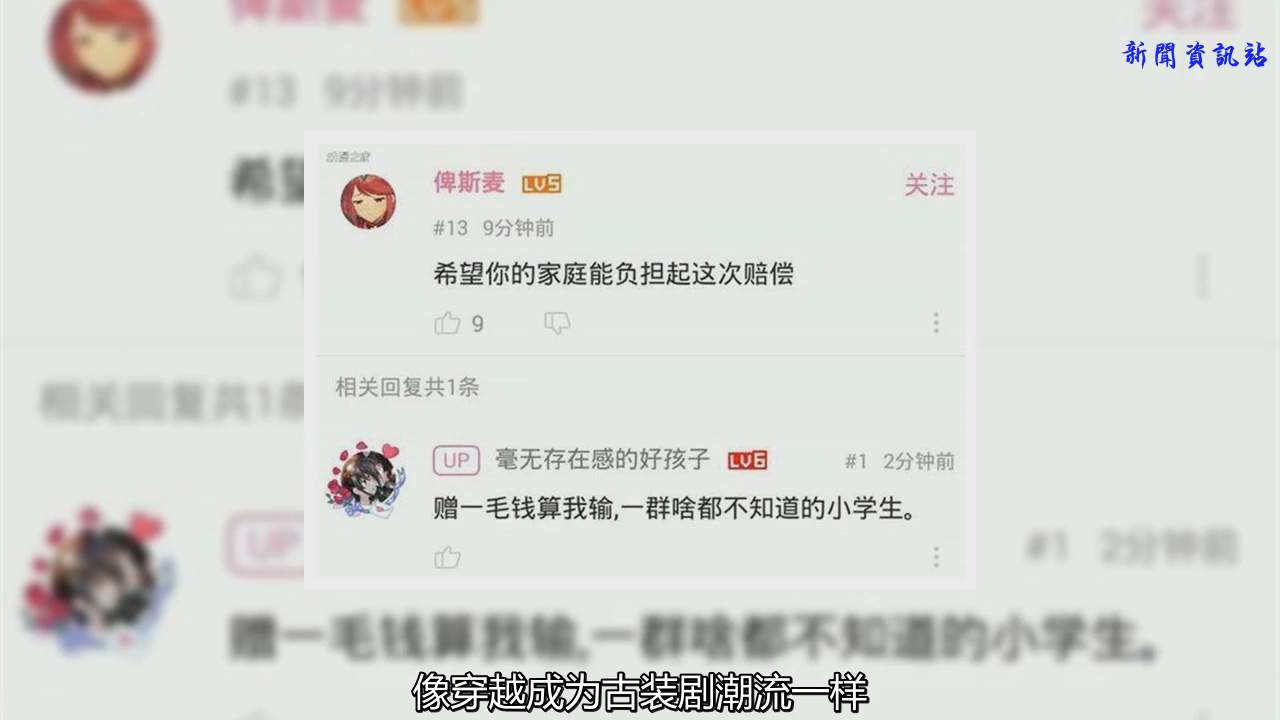 新聞資訊站
俾斯麦 LV5
关注
#13 9分钟前
希望你的家庭能负担起这次赔偿
9
相关回复共1条
UP 毫无存在感的好孩子 LV6
#1 2分钟前
赠一毛钱算我输,一群啥都不知道的小学生。
像穿越成为古装剧潮流一样